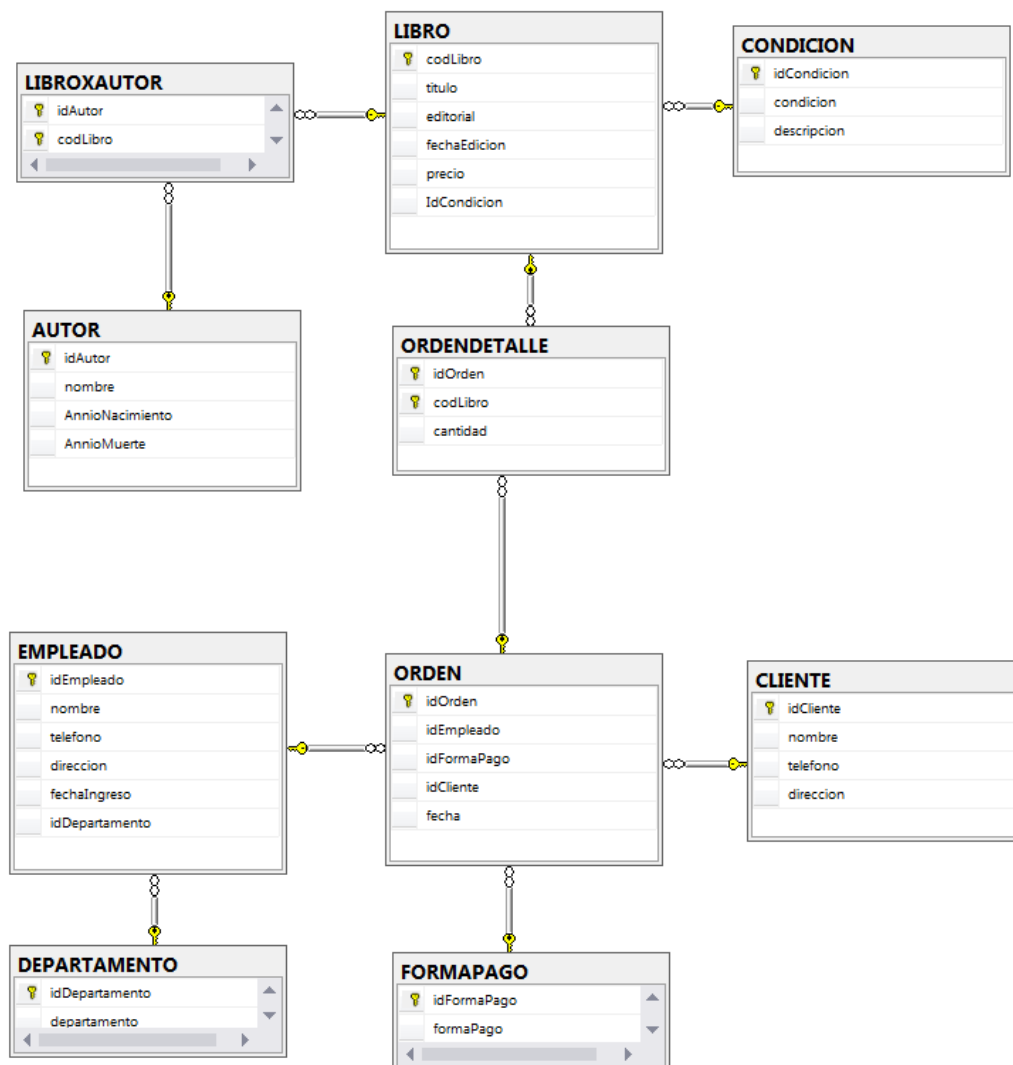 LIBRO
codLibro
titulo
editorial
fechaEdicion
precio
IdCondicion
CONDICION
idCondicion
condicion
descripcion
LIBROXAUTOR
idAutor
codLibro
AUTOR
idAutor
nombre
AnnioNacimiento
AnnioMuerte
ORDENDETALLE
idOrden
codLibro
cantidad
EMPLEADO
idEmpleado
nombre
telefono
direccion
fechaIngreso
idDepartamento
ORDEN
idOrden
idEmpleado
idFormaPago
idCliente
fecha
CLIENTE
idCliente
nombre
telefono
direccion
DEPARTAMENTO
idDepartamento
departamento
FORMAPAGO
idFormaPago
formaPago